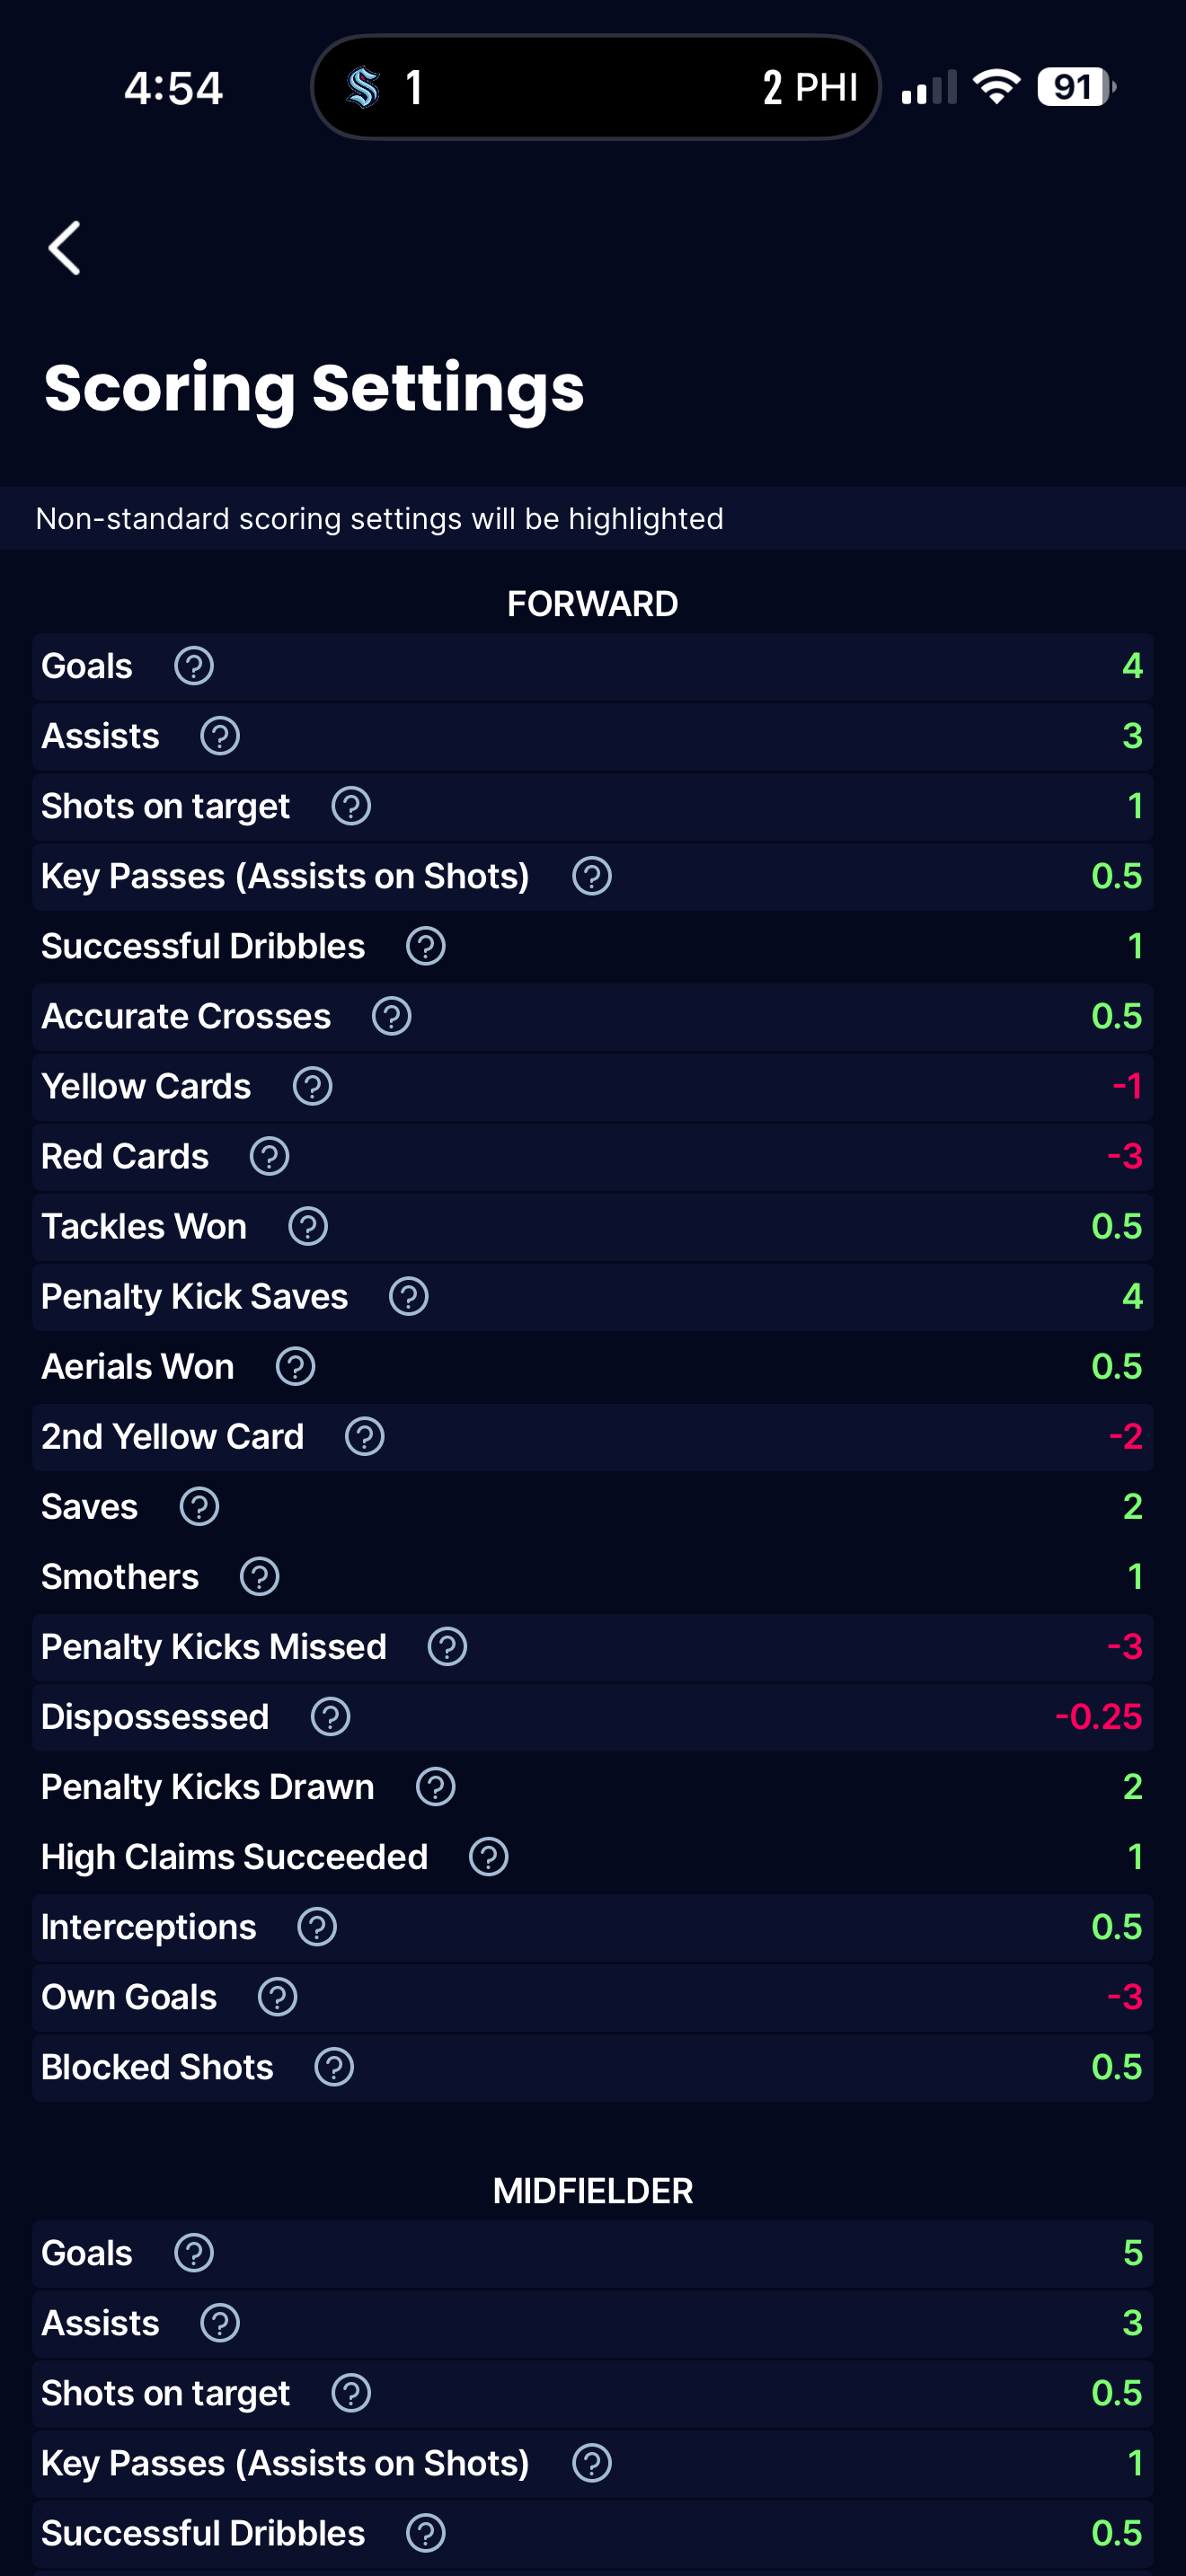 4:54
1
2 PHI
91
Scoring Settings
Non-standard scoring settings will be highlighted
FORWARD
Goals ? 4
Assists ? 3
Shots on target ? 1
Key Passes (Assists on Shots) ? 0.5
Successful Dribbles ? 1
Accurate Crosses ? 0.5
Yellow Cards ? -1
Red Cards ? -3
Tackles Won ? 0.5
Penalty Kick Saves ? 4
Aerials Won ? 0.5
2nd Yellow Card ? -2
Saves ? 2
Smothers ? 1
Penalty Kicks Missed ? -3
Dispossessed ? -0.25
Penalty Kicks Drawn ? 2
High Claims Succeeded ? 1
Interceptions ? 0.5
Own Goals ? -3
Blocked Shots ? 0.5
MIDFIELDER
Goals ? 5
Assists ? 3
Shots on target ? 0.5
Key Passes (Assists on Shots) ? 1
Successful Dribbles ? 0.5